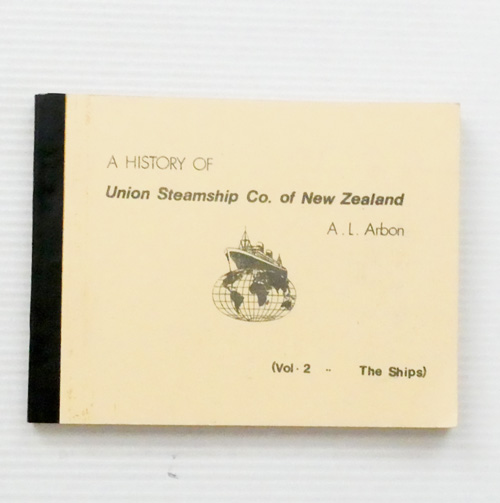 A HISTORY OF
Union Steamship Co. of New Zealand
A.L. Arbon
(Vol·2 -- The Ships)